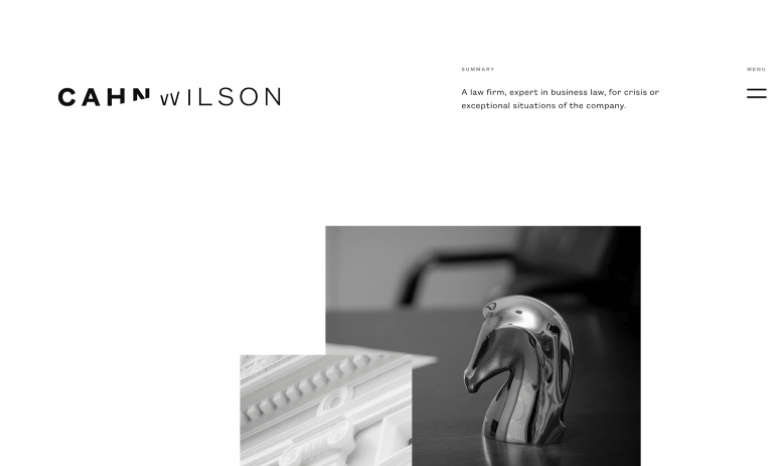 SUMMARY
MENU
CAHN WILSON
A law firm, expert in business law, for crisis or
exceptional situations of the company.